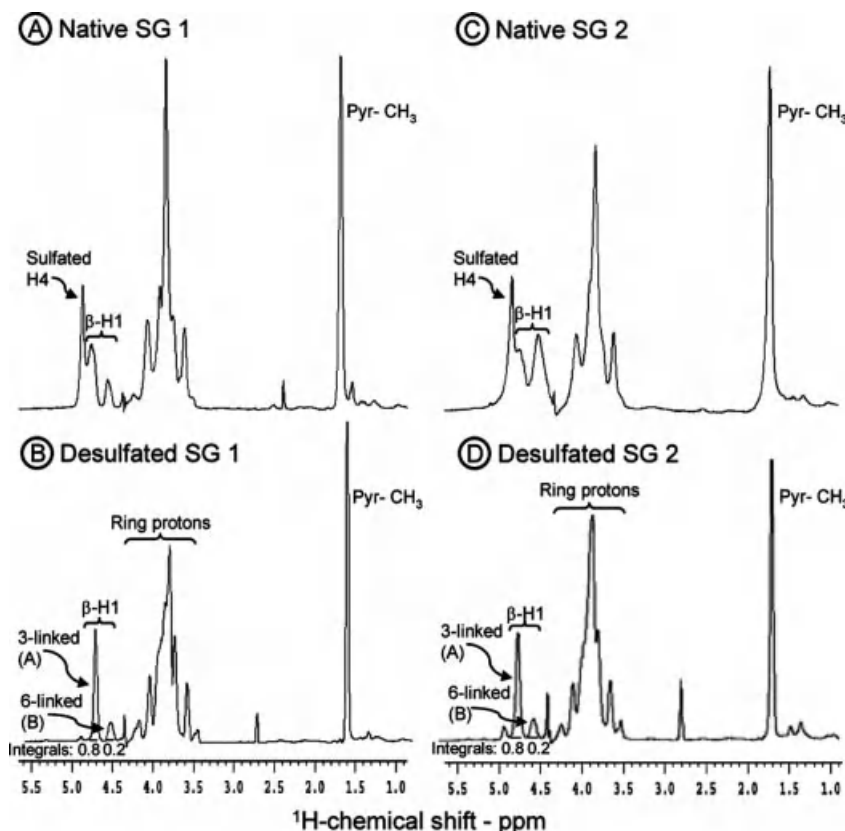 Ⓐ Native SG 1
Pyr- CH₃
Sulfated
H4
β-H1
Ⓒ Native SG 2
Pyr- CH₃
Sulfated
H4
β-H1
Ⓑ Desulfated SG 1
Ring protons
Pyr- CH₃
β-H1
3-linked
(A)
6-linked
(B)
Integrals: 0.8 0.2
5.5 5.0 4.5 4.0 3.5 3.0 2.5 2.0 1.5 1.0
Ⓓ Desulfated SG 2
Ring protons
Pyr- CH₃
β-H1
3-linked
(A)
6-linked
(B)
Integrals: 0.8 0.2
5.5 5.0 4.5 4.0 3.5 3.0 2.5 2.0 1.5 1.0
¹H-chemical shift - ppm